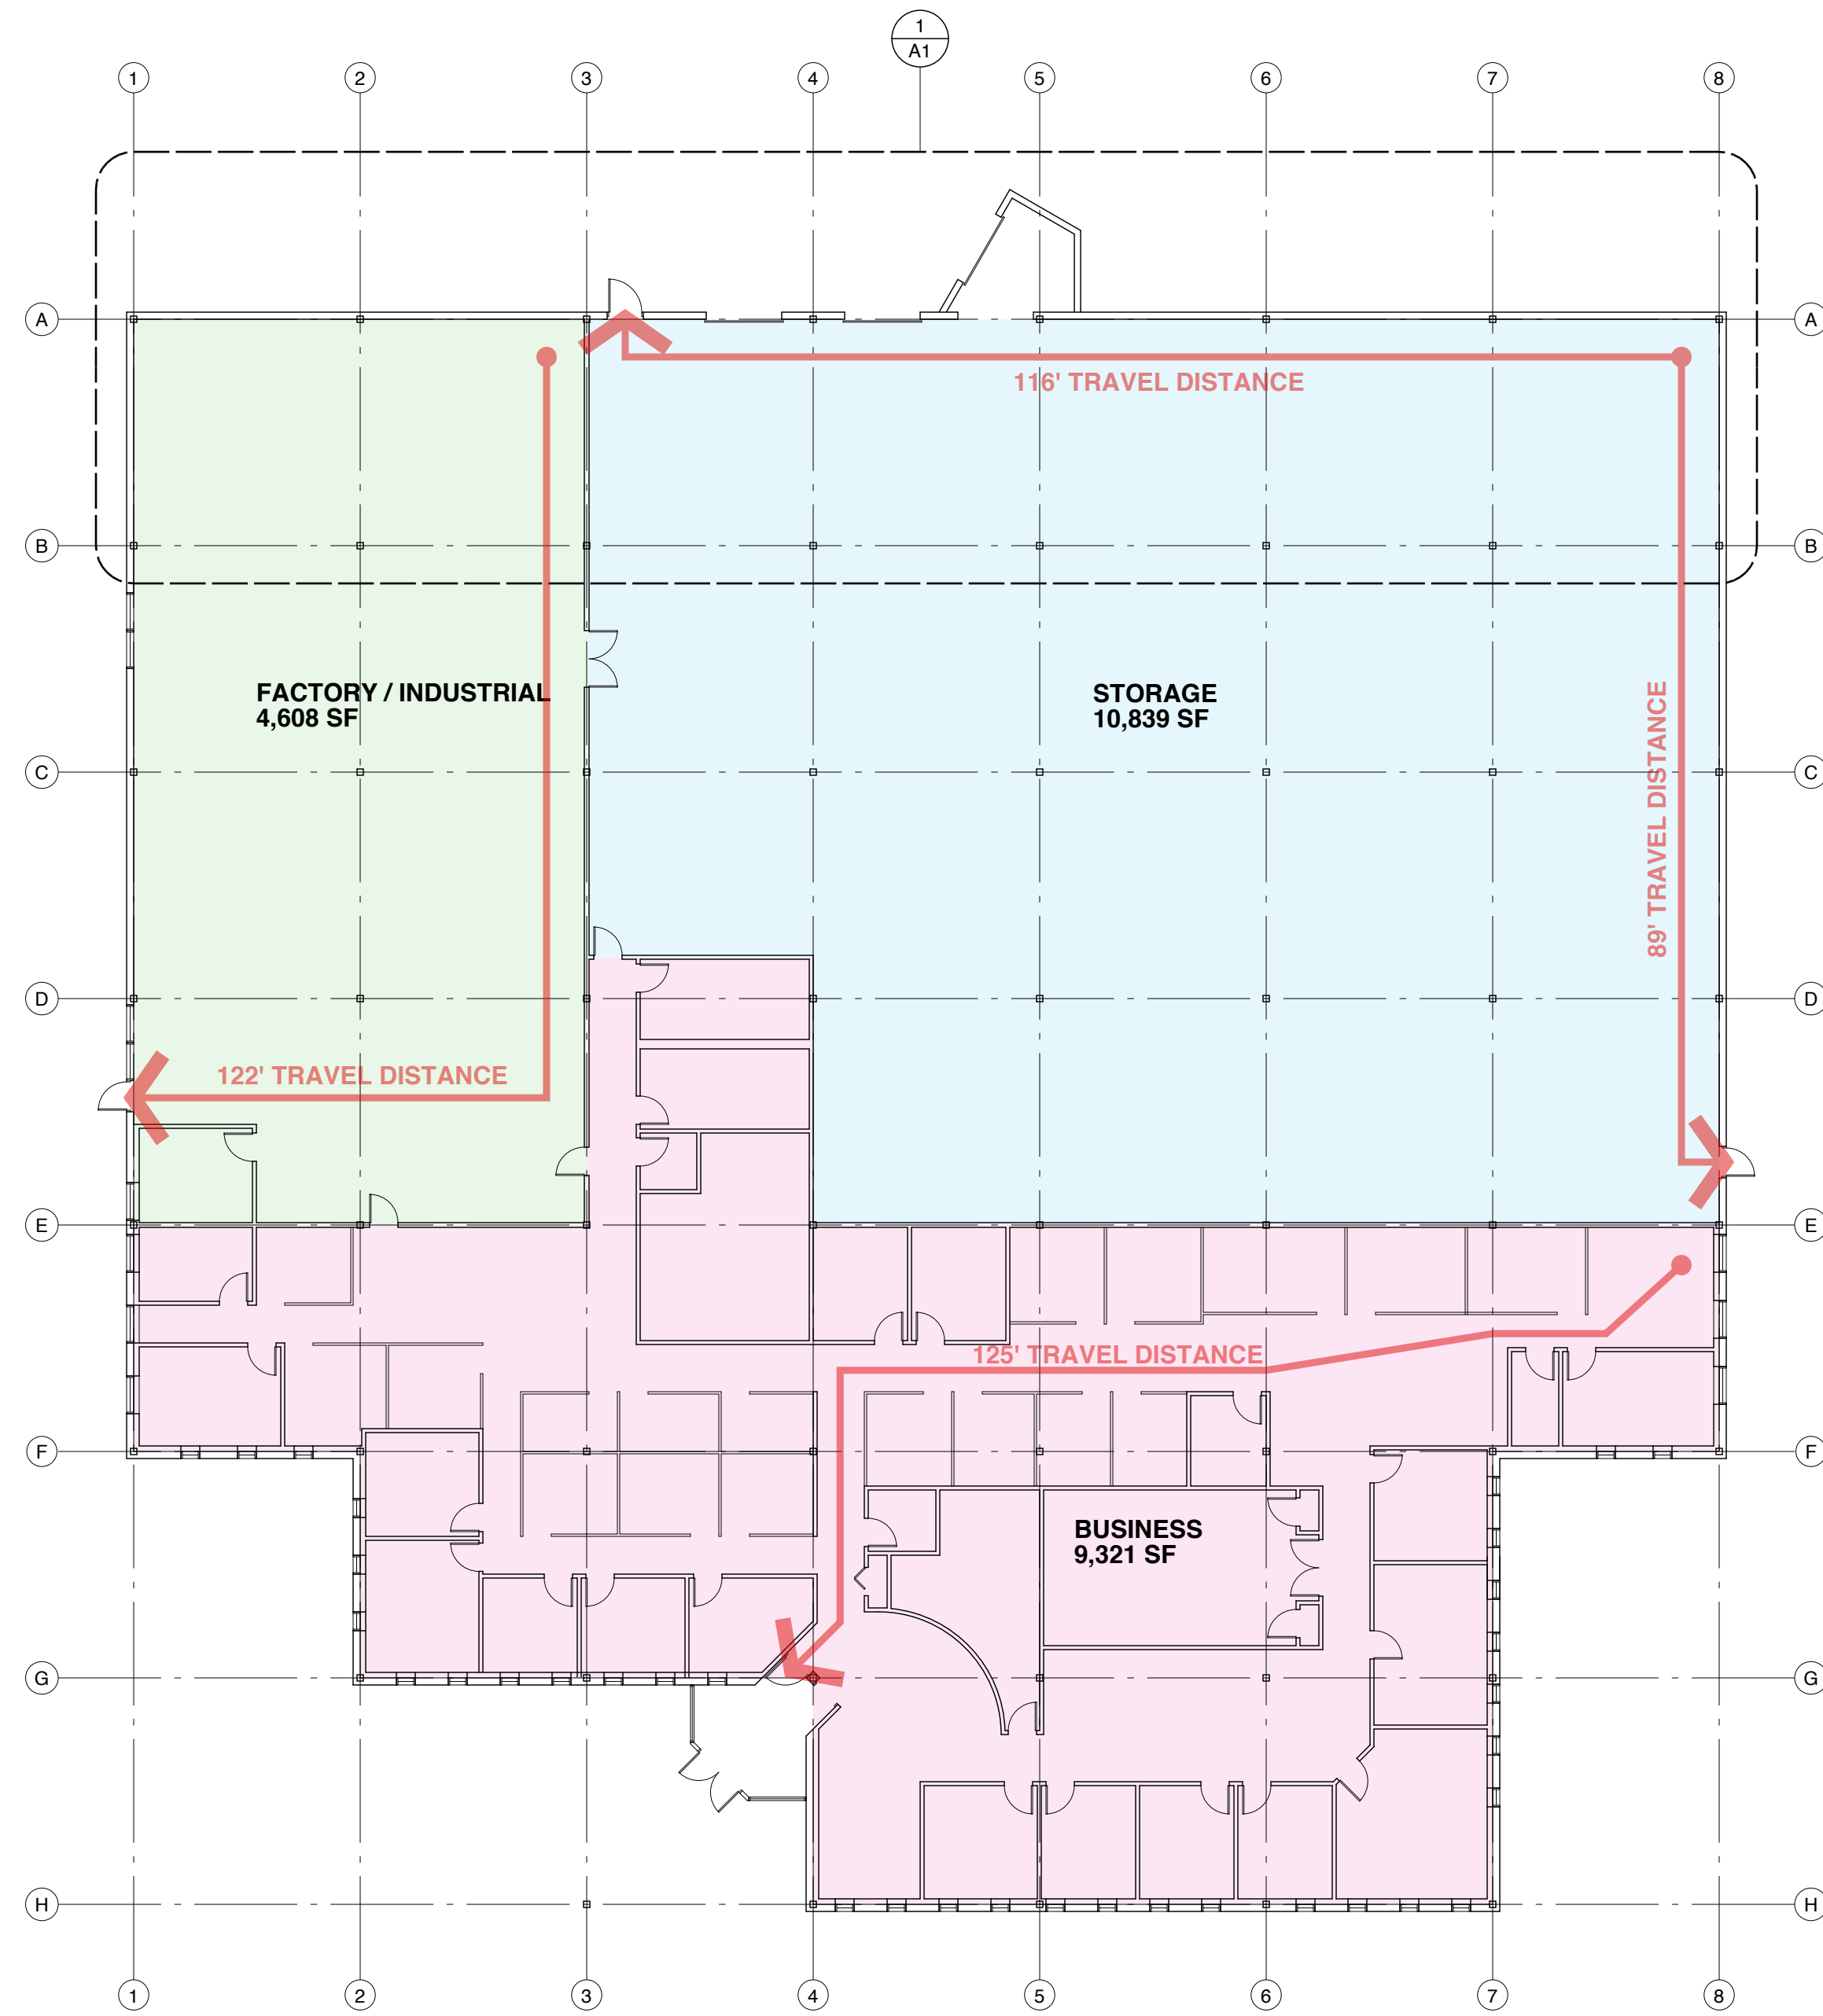 1
A1
1 2 3 4 5 6 7 8
A A
116' TRAVEL DISTANCE
B B
FACTORY / INDUSTRIAL
4,608 SF
STORAGE
10,839 SF
89' TRAVEL DISTANCE
C C
D D
122' TRAVEL DISTANCE
E E
125' TRAVEL DISTANCE
F F
BUSINESS
9,321 SF
G G
H H
1 2 3 4 5 6 7 8